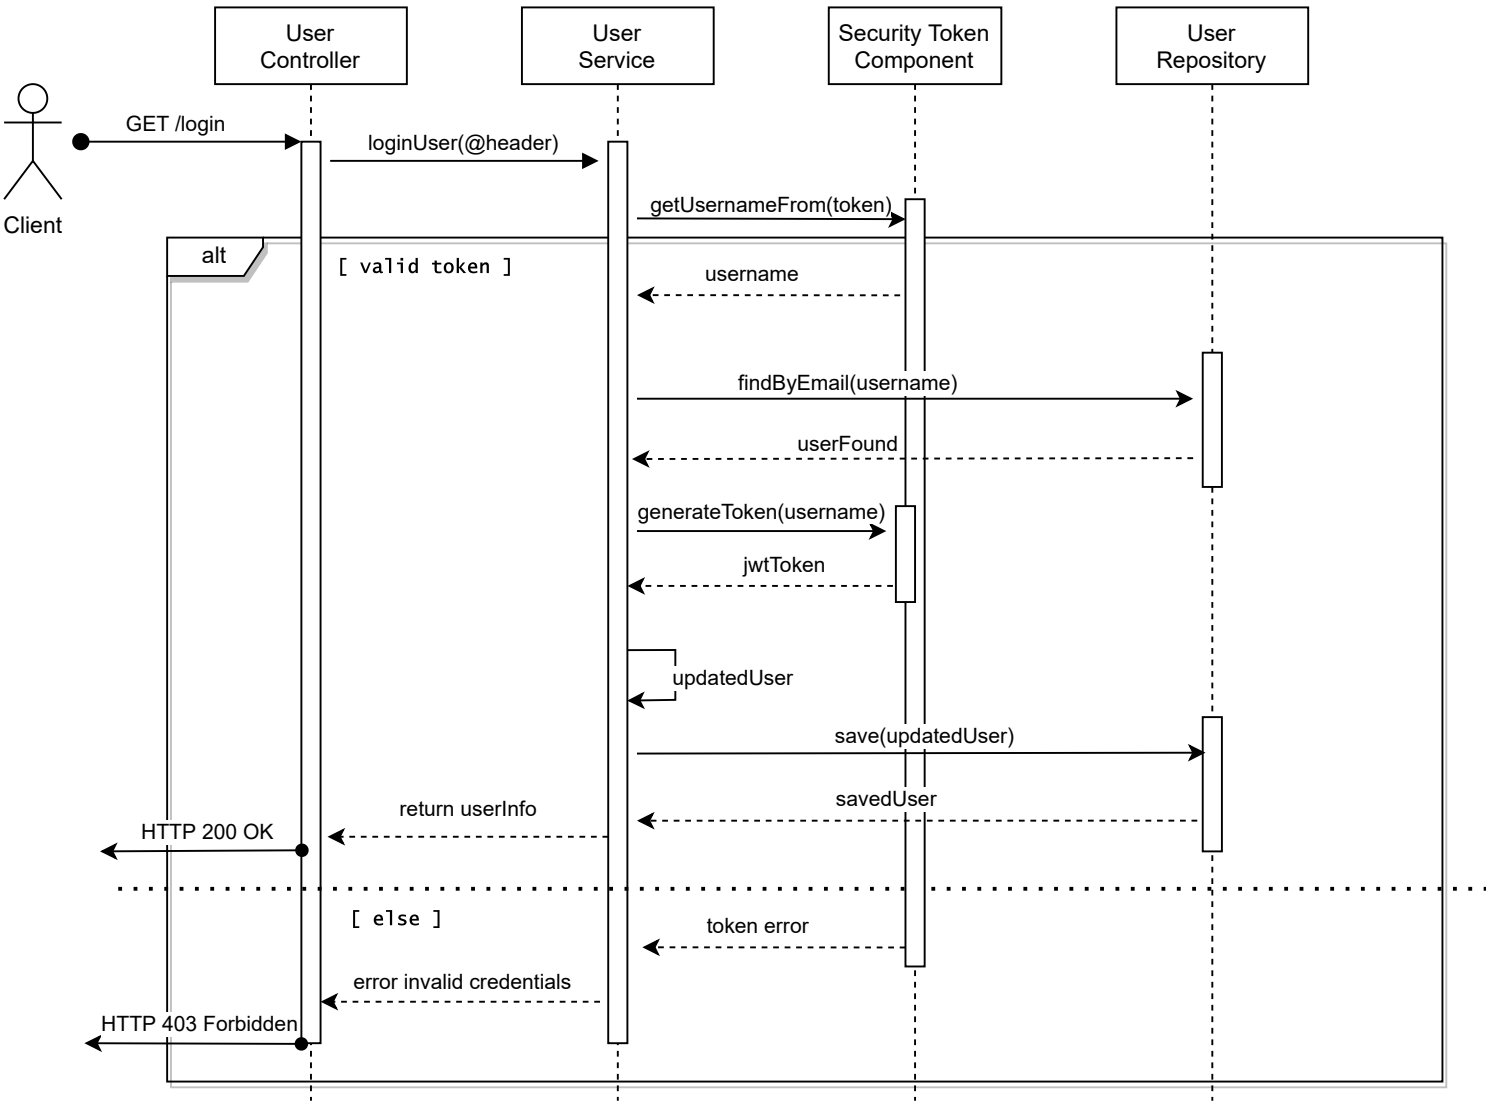 User
Controller
User
Service
Security Token
Component
User
Repository
Client
GET /login
loginUser(@header)
getUsernameFrom(token)
alt
[ valid token ]
username
findByEmail(username)
userFound
generateToken(username)
jwtToken
updatedUser
save(updatedUser)
savedUser
return userInfo
HTTP 200 OK
[ else ]
token error
error invalid credentials
HTTP 403 Forbidden